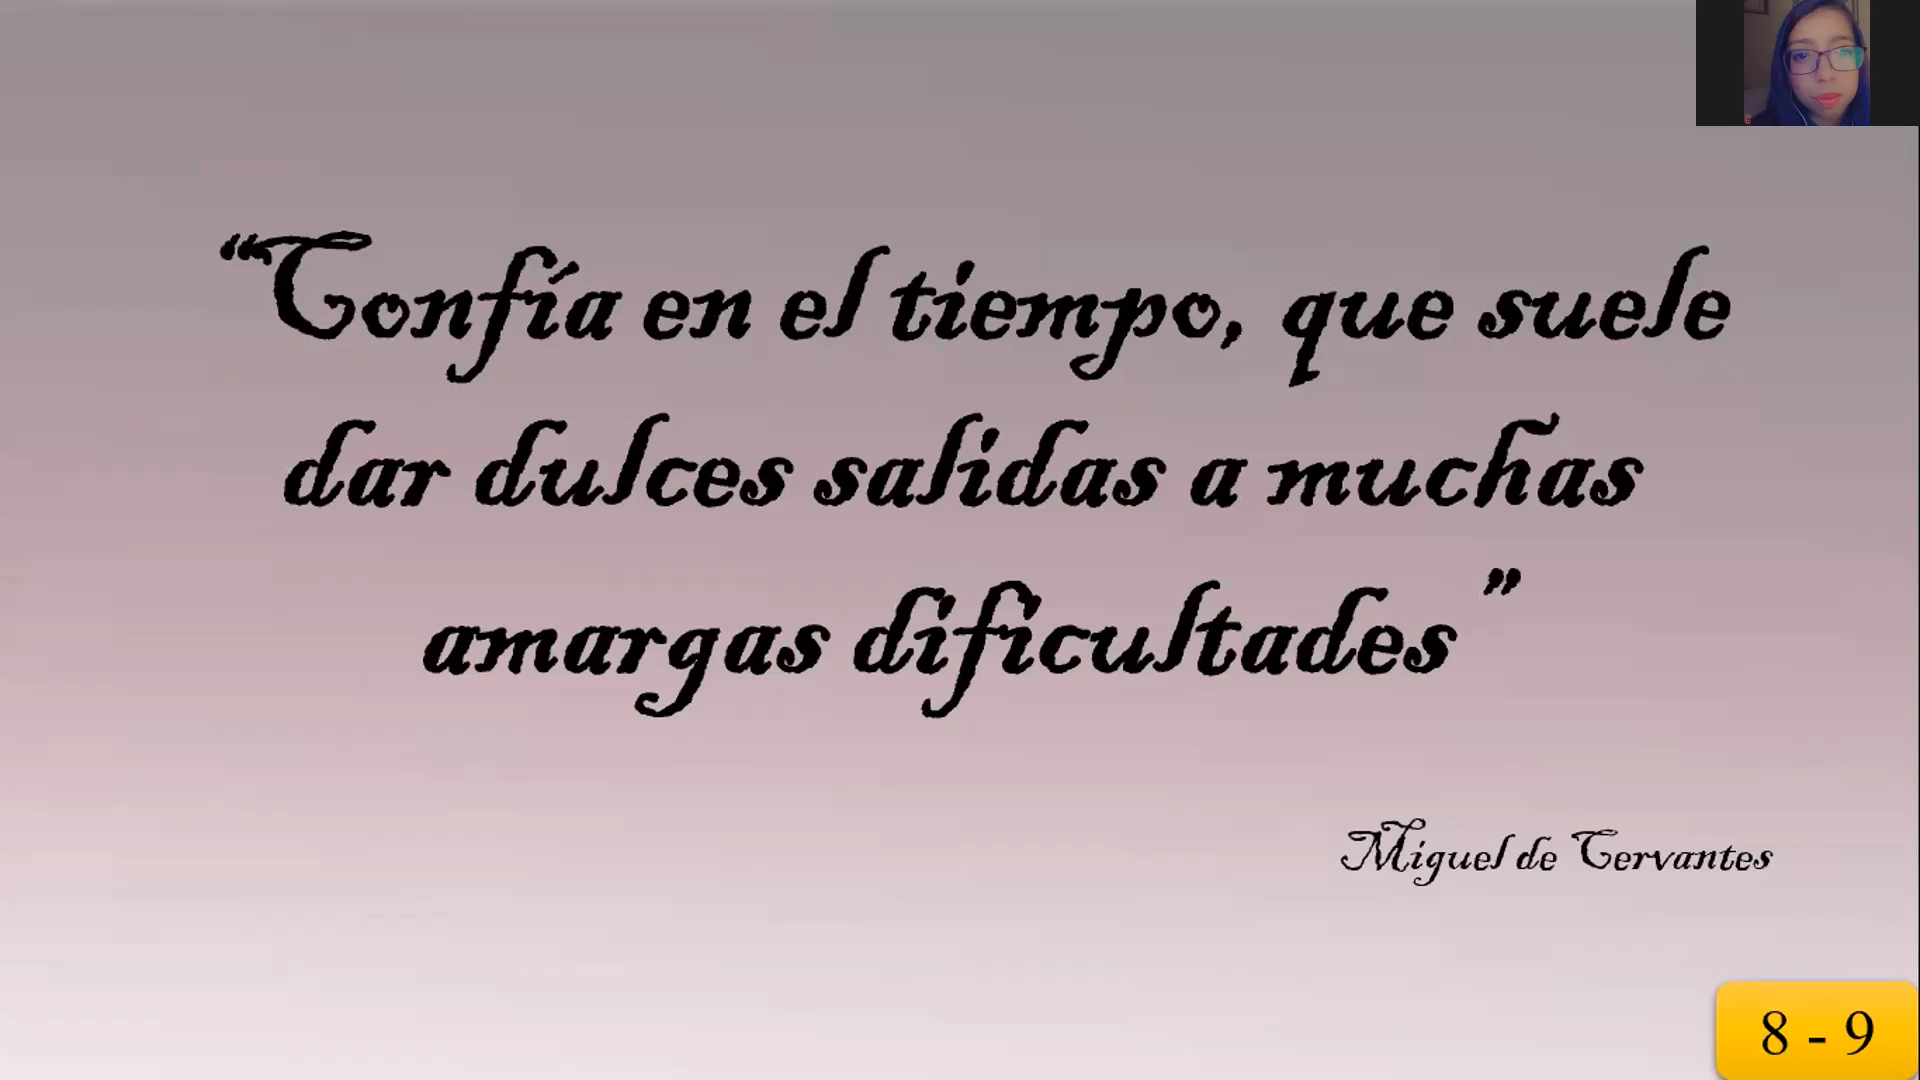 “Confía en el tiempo, que suele
dar dulces salidas a muchas
amargas dificultades”
Miguel de Cervantes
8 - 9